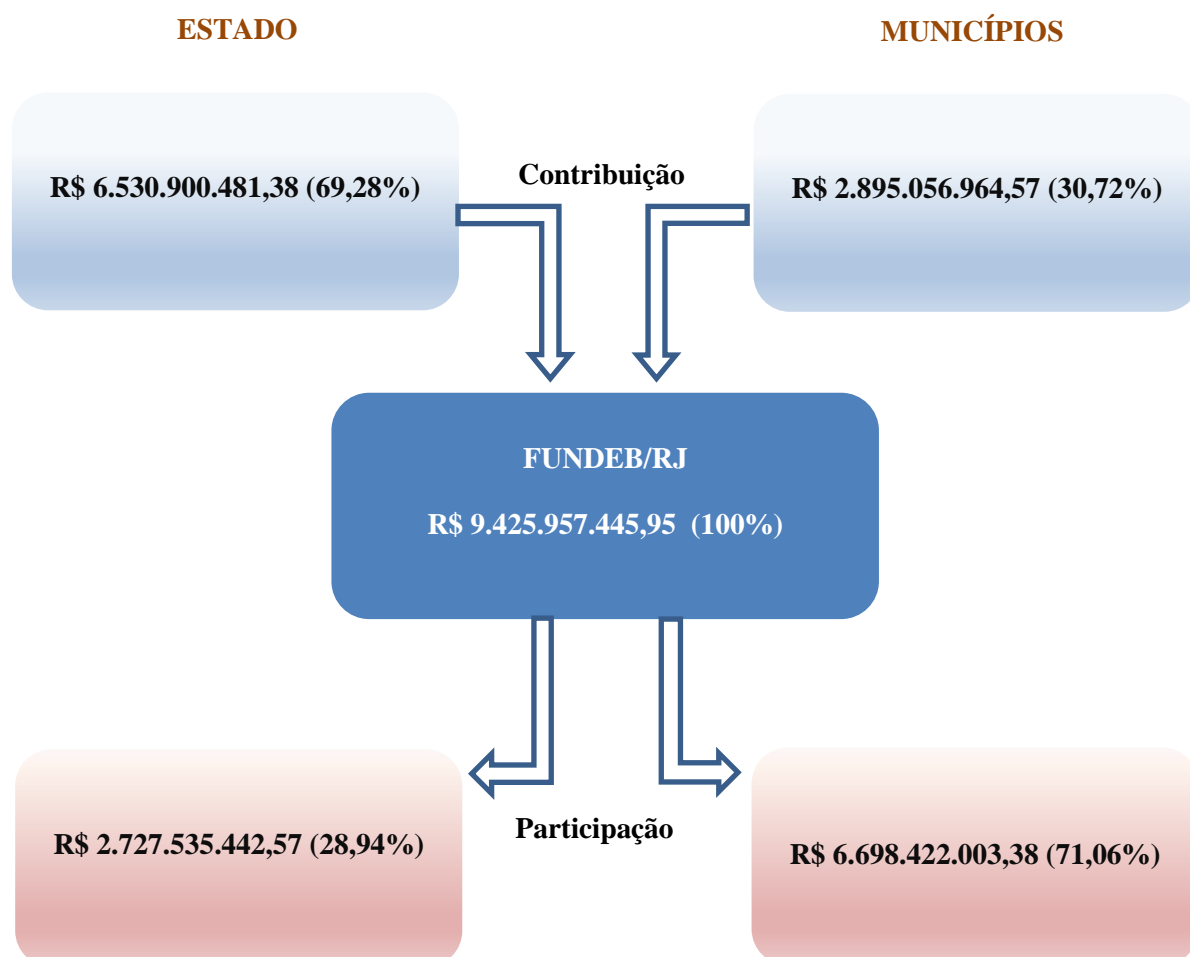 ESTADO
MUNICÍPIOS
R$ 6.530.900.481,38 (69,28%)
Contribuição
R$ 2.895.056.964,57 (30,72%)
FUNDEB/RJ
R$ 9.425.957.445,95 (100%)
R$ 2.727.535.442,57 (28,94%)
Participação
R$ 6.698.422.003,38 (71,06%)